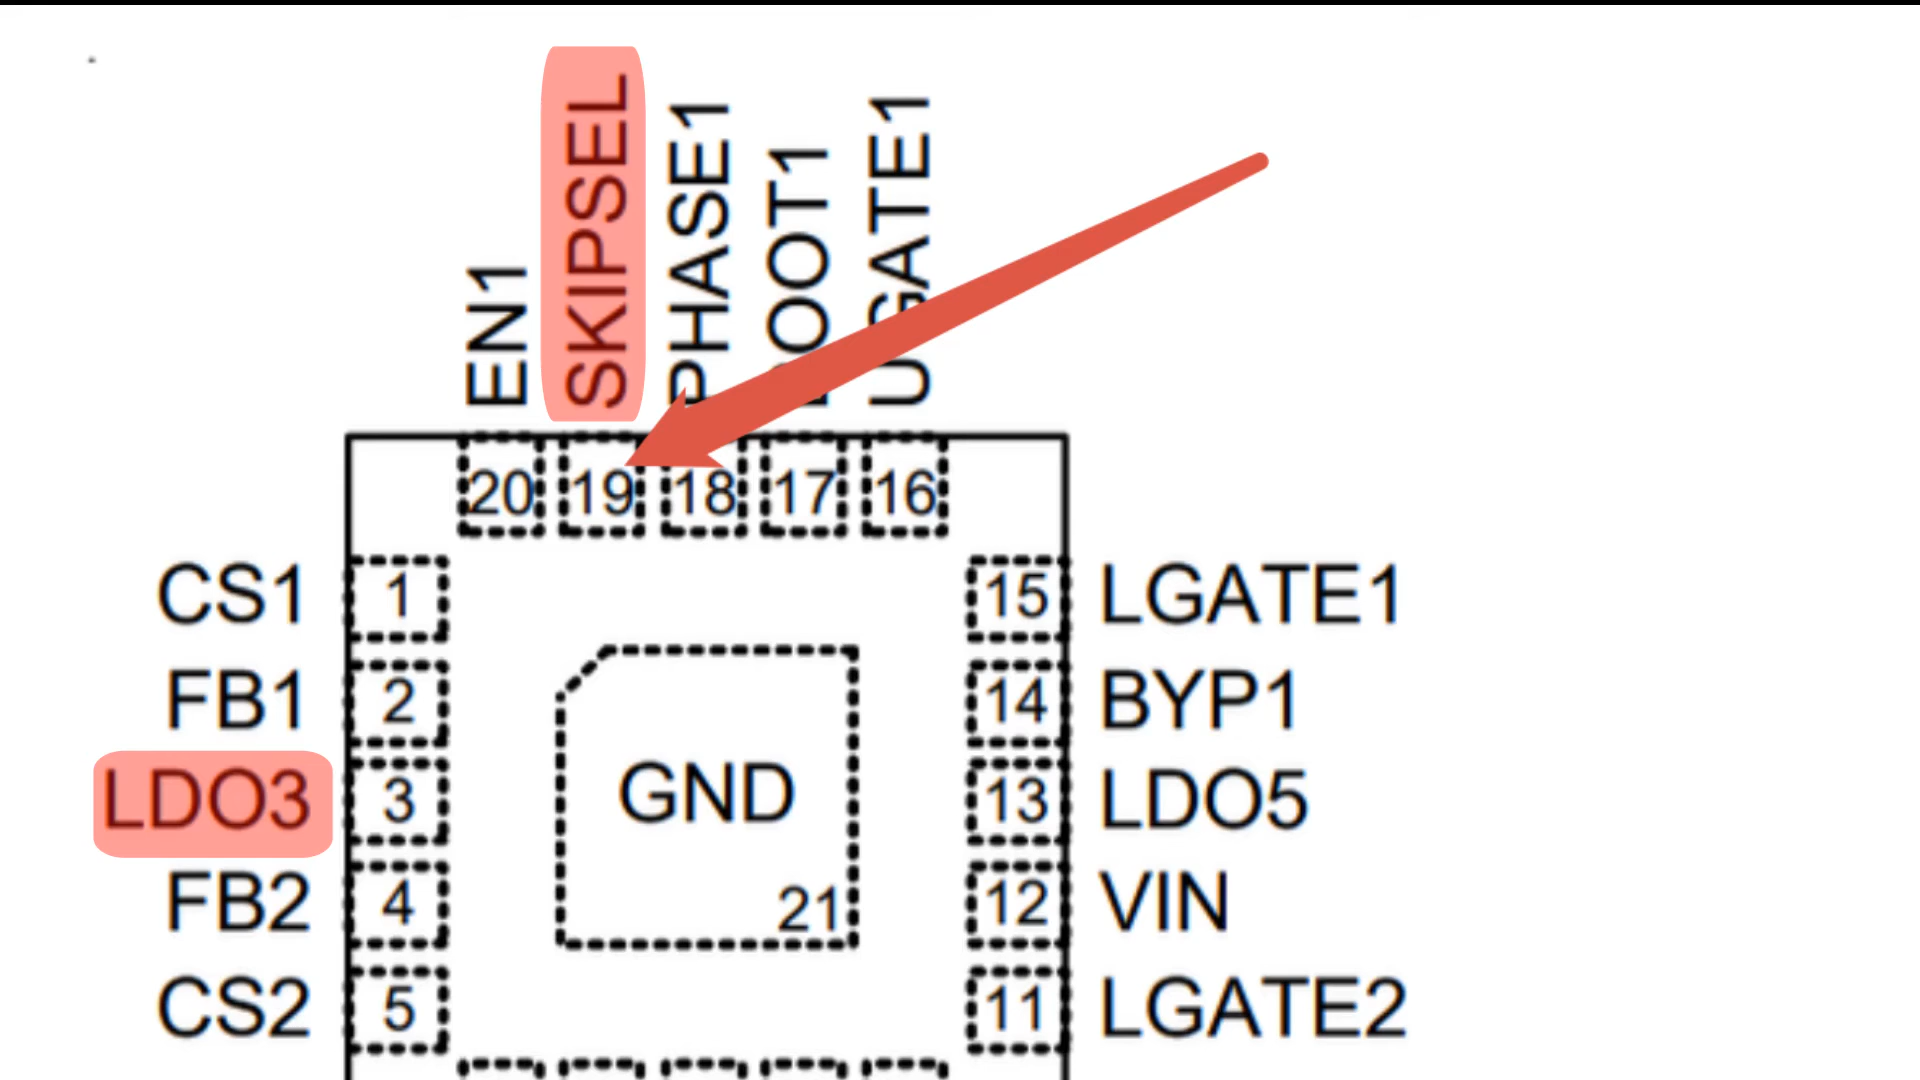 EN1
SKIPSEL
PHASE1
UGATE1
20
19
18
17
16
CS1
1
FB1
2
LDO3
3
FB2
4
CS2
5
GND
21
15
LGATE1
14
BYP1
13
LDO5
12
VIN
11
LGATE2